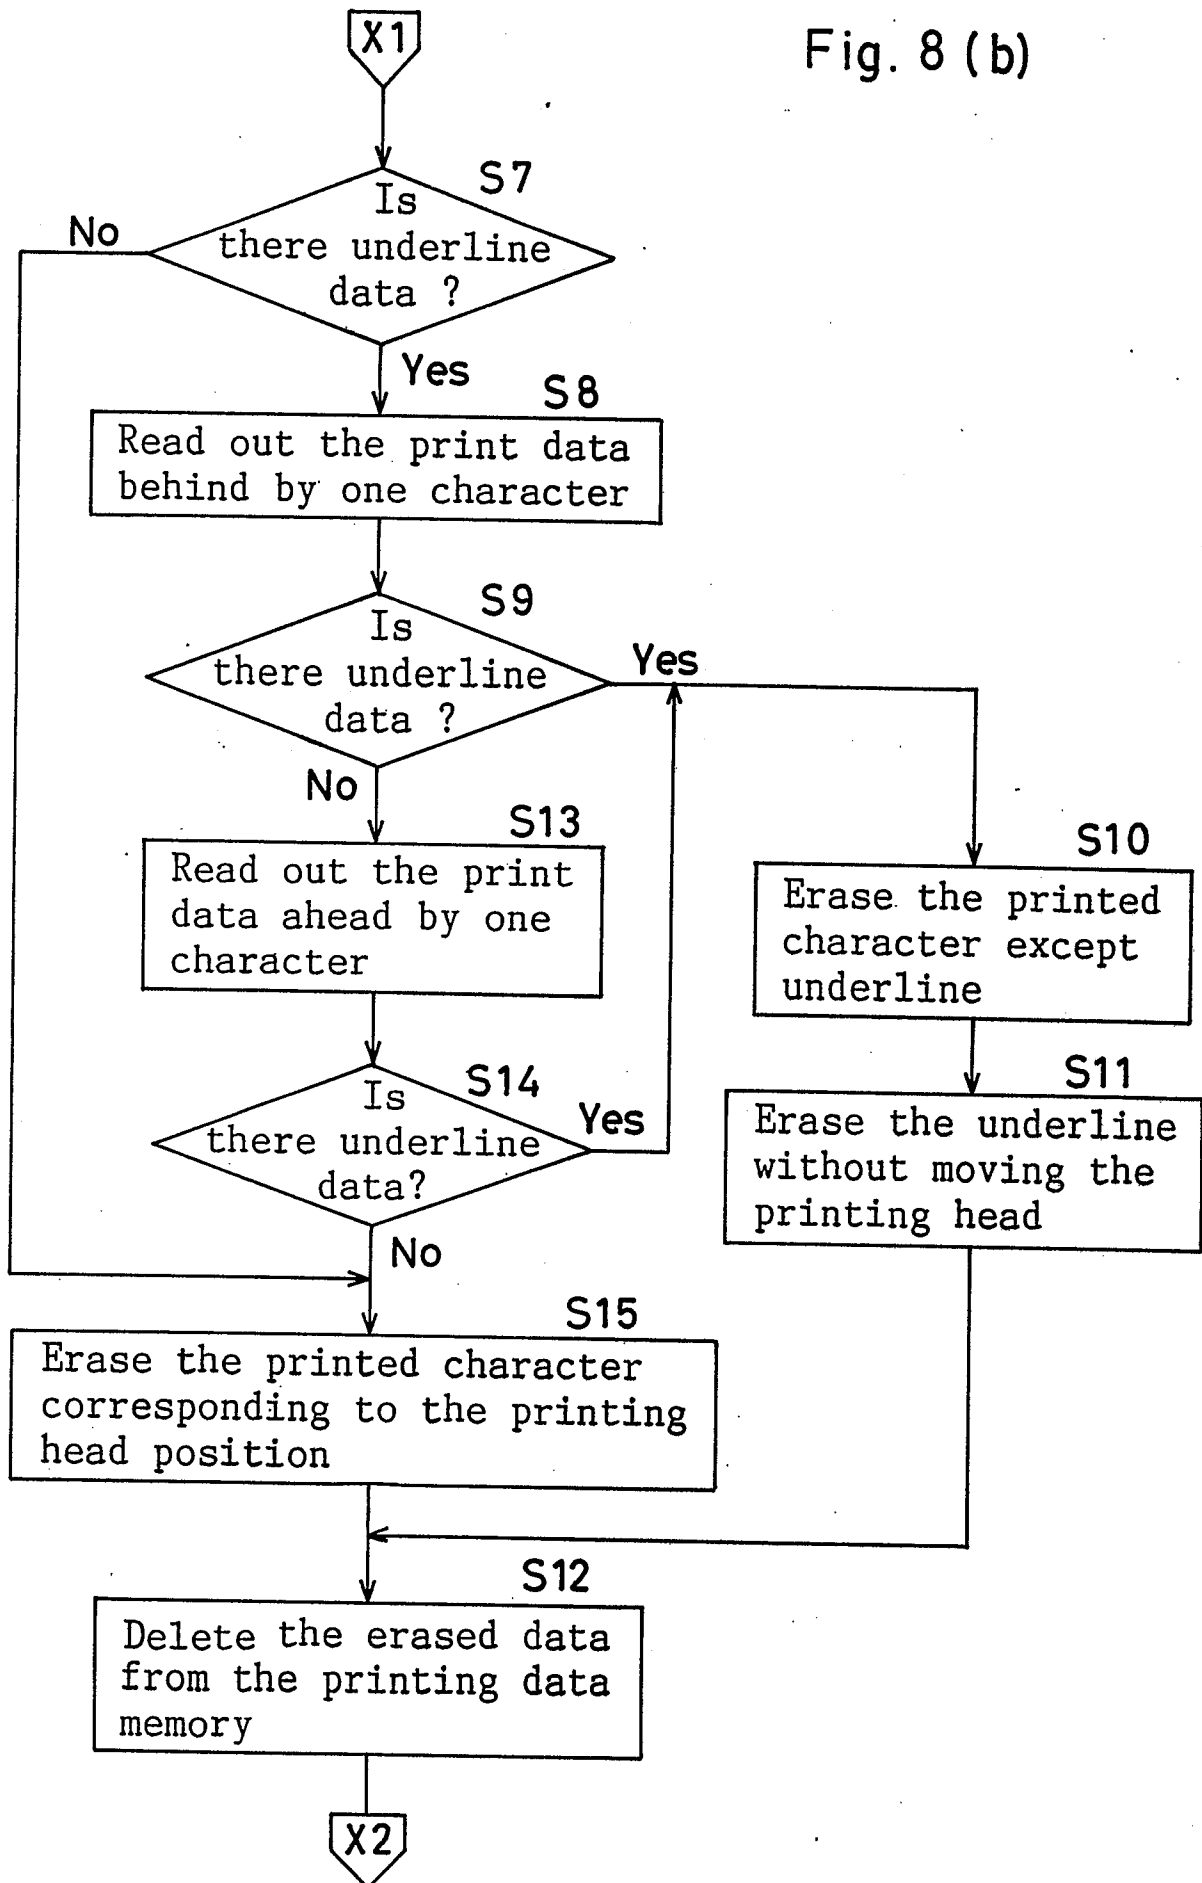 X1
Fig. 8 (b)
S7
Is
there underline
data ?
No
Yes
S8
Read out the print data
behind by one character
S9
Is
there underline
data ?
Yes
No
S13
Read out the print
data ahead by one
character
S10
Erase the printed
character except
underline
S14
Is
there underline
data?
Yes
No
S11
Erase the underline
without moving the
printing head
S15
Erase the printed character
corresponding to the printing
head position
S12
Delete the erased data
from the printing data
memory
X2